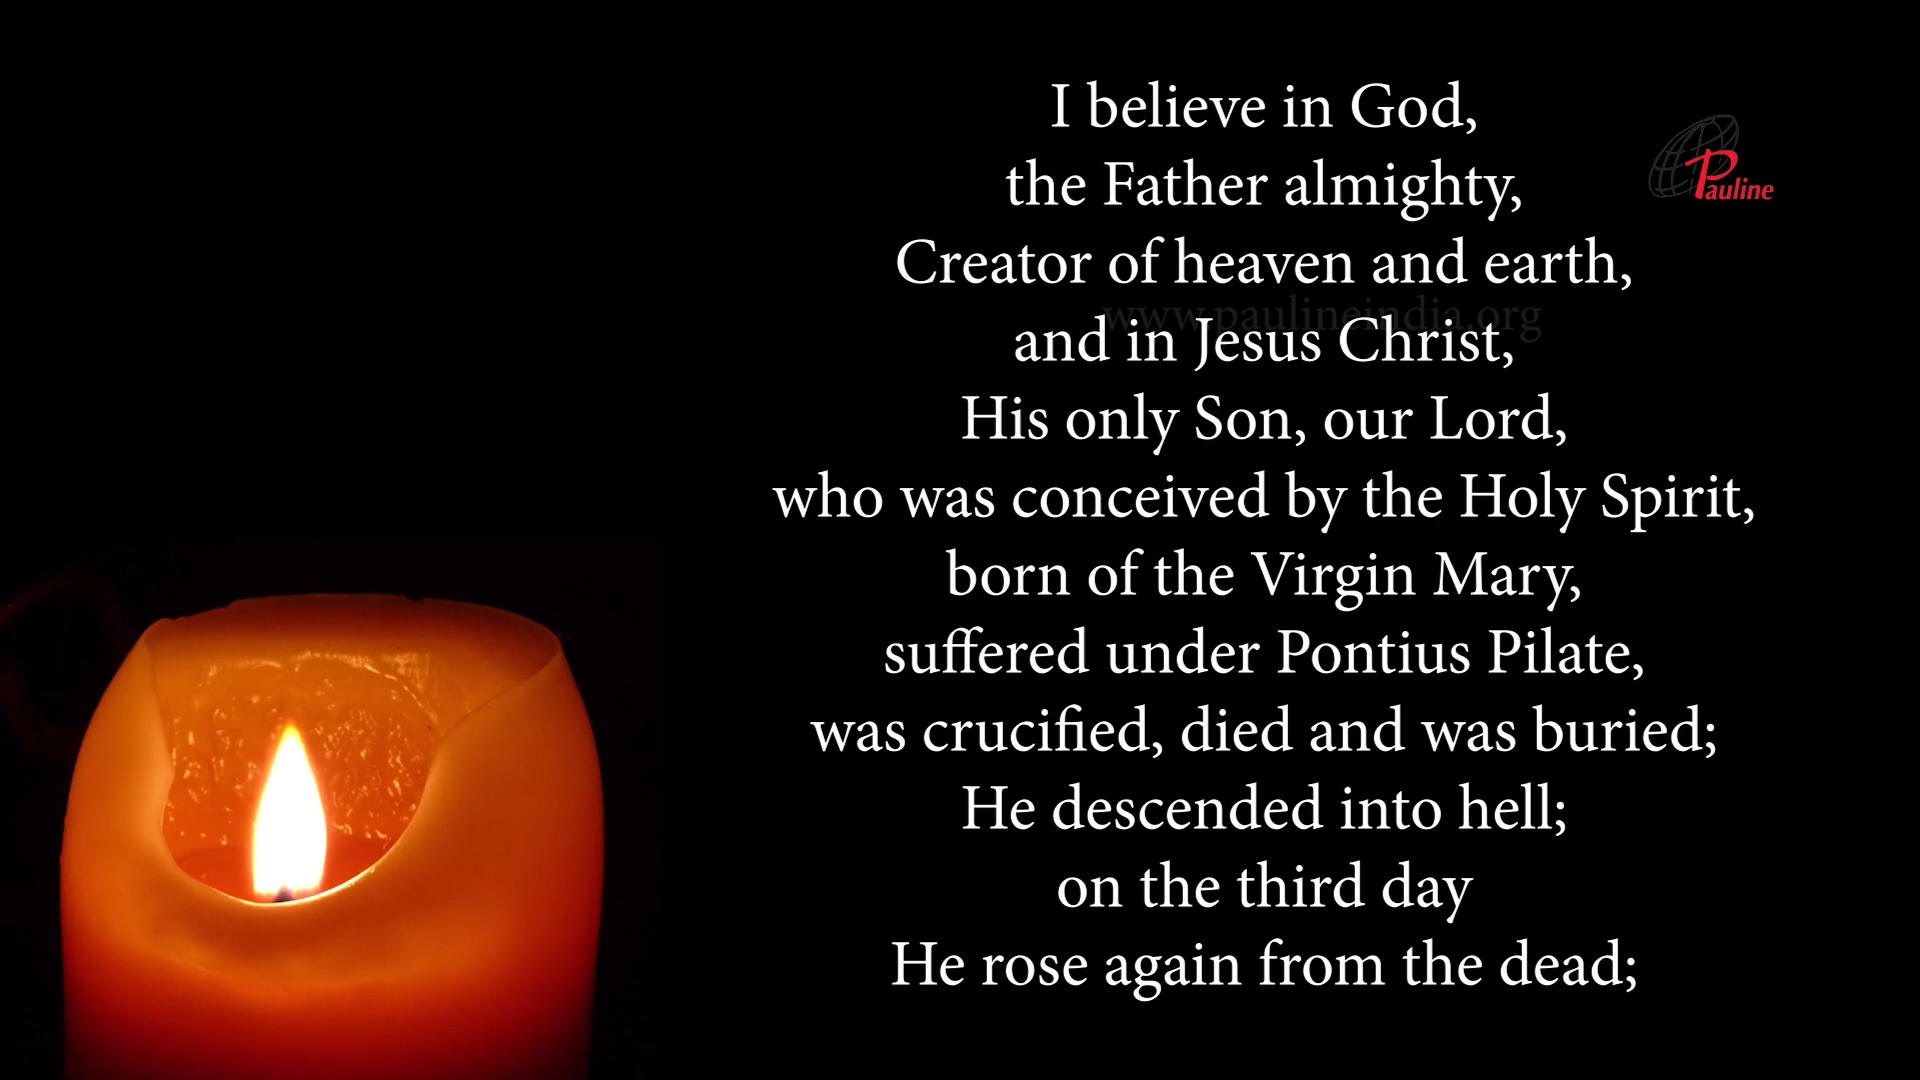 I believe in God,
the Father almighty,
Pauline
Creator of heaven and earth,
www.paulineindia.org
and in Jesus Christ,
His only Son, our Lord,
who was conceived by the Holy Spirit,
born of the Virgin Mary,
suffered under Pontius Pilate,
was crucified, died and was buried;
He descended into hell;
on the third day
He rose again from the dead;